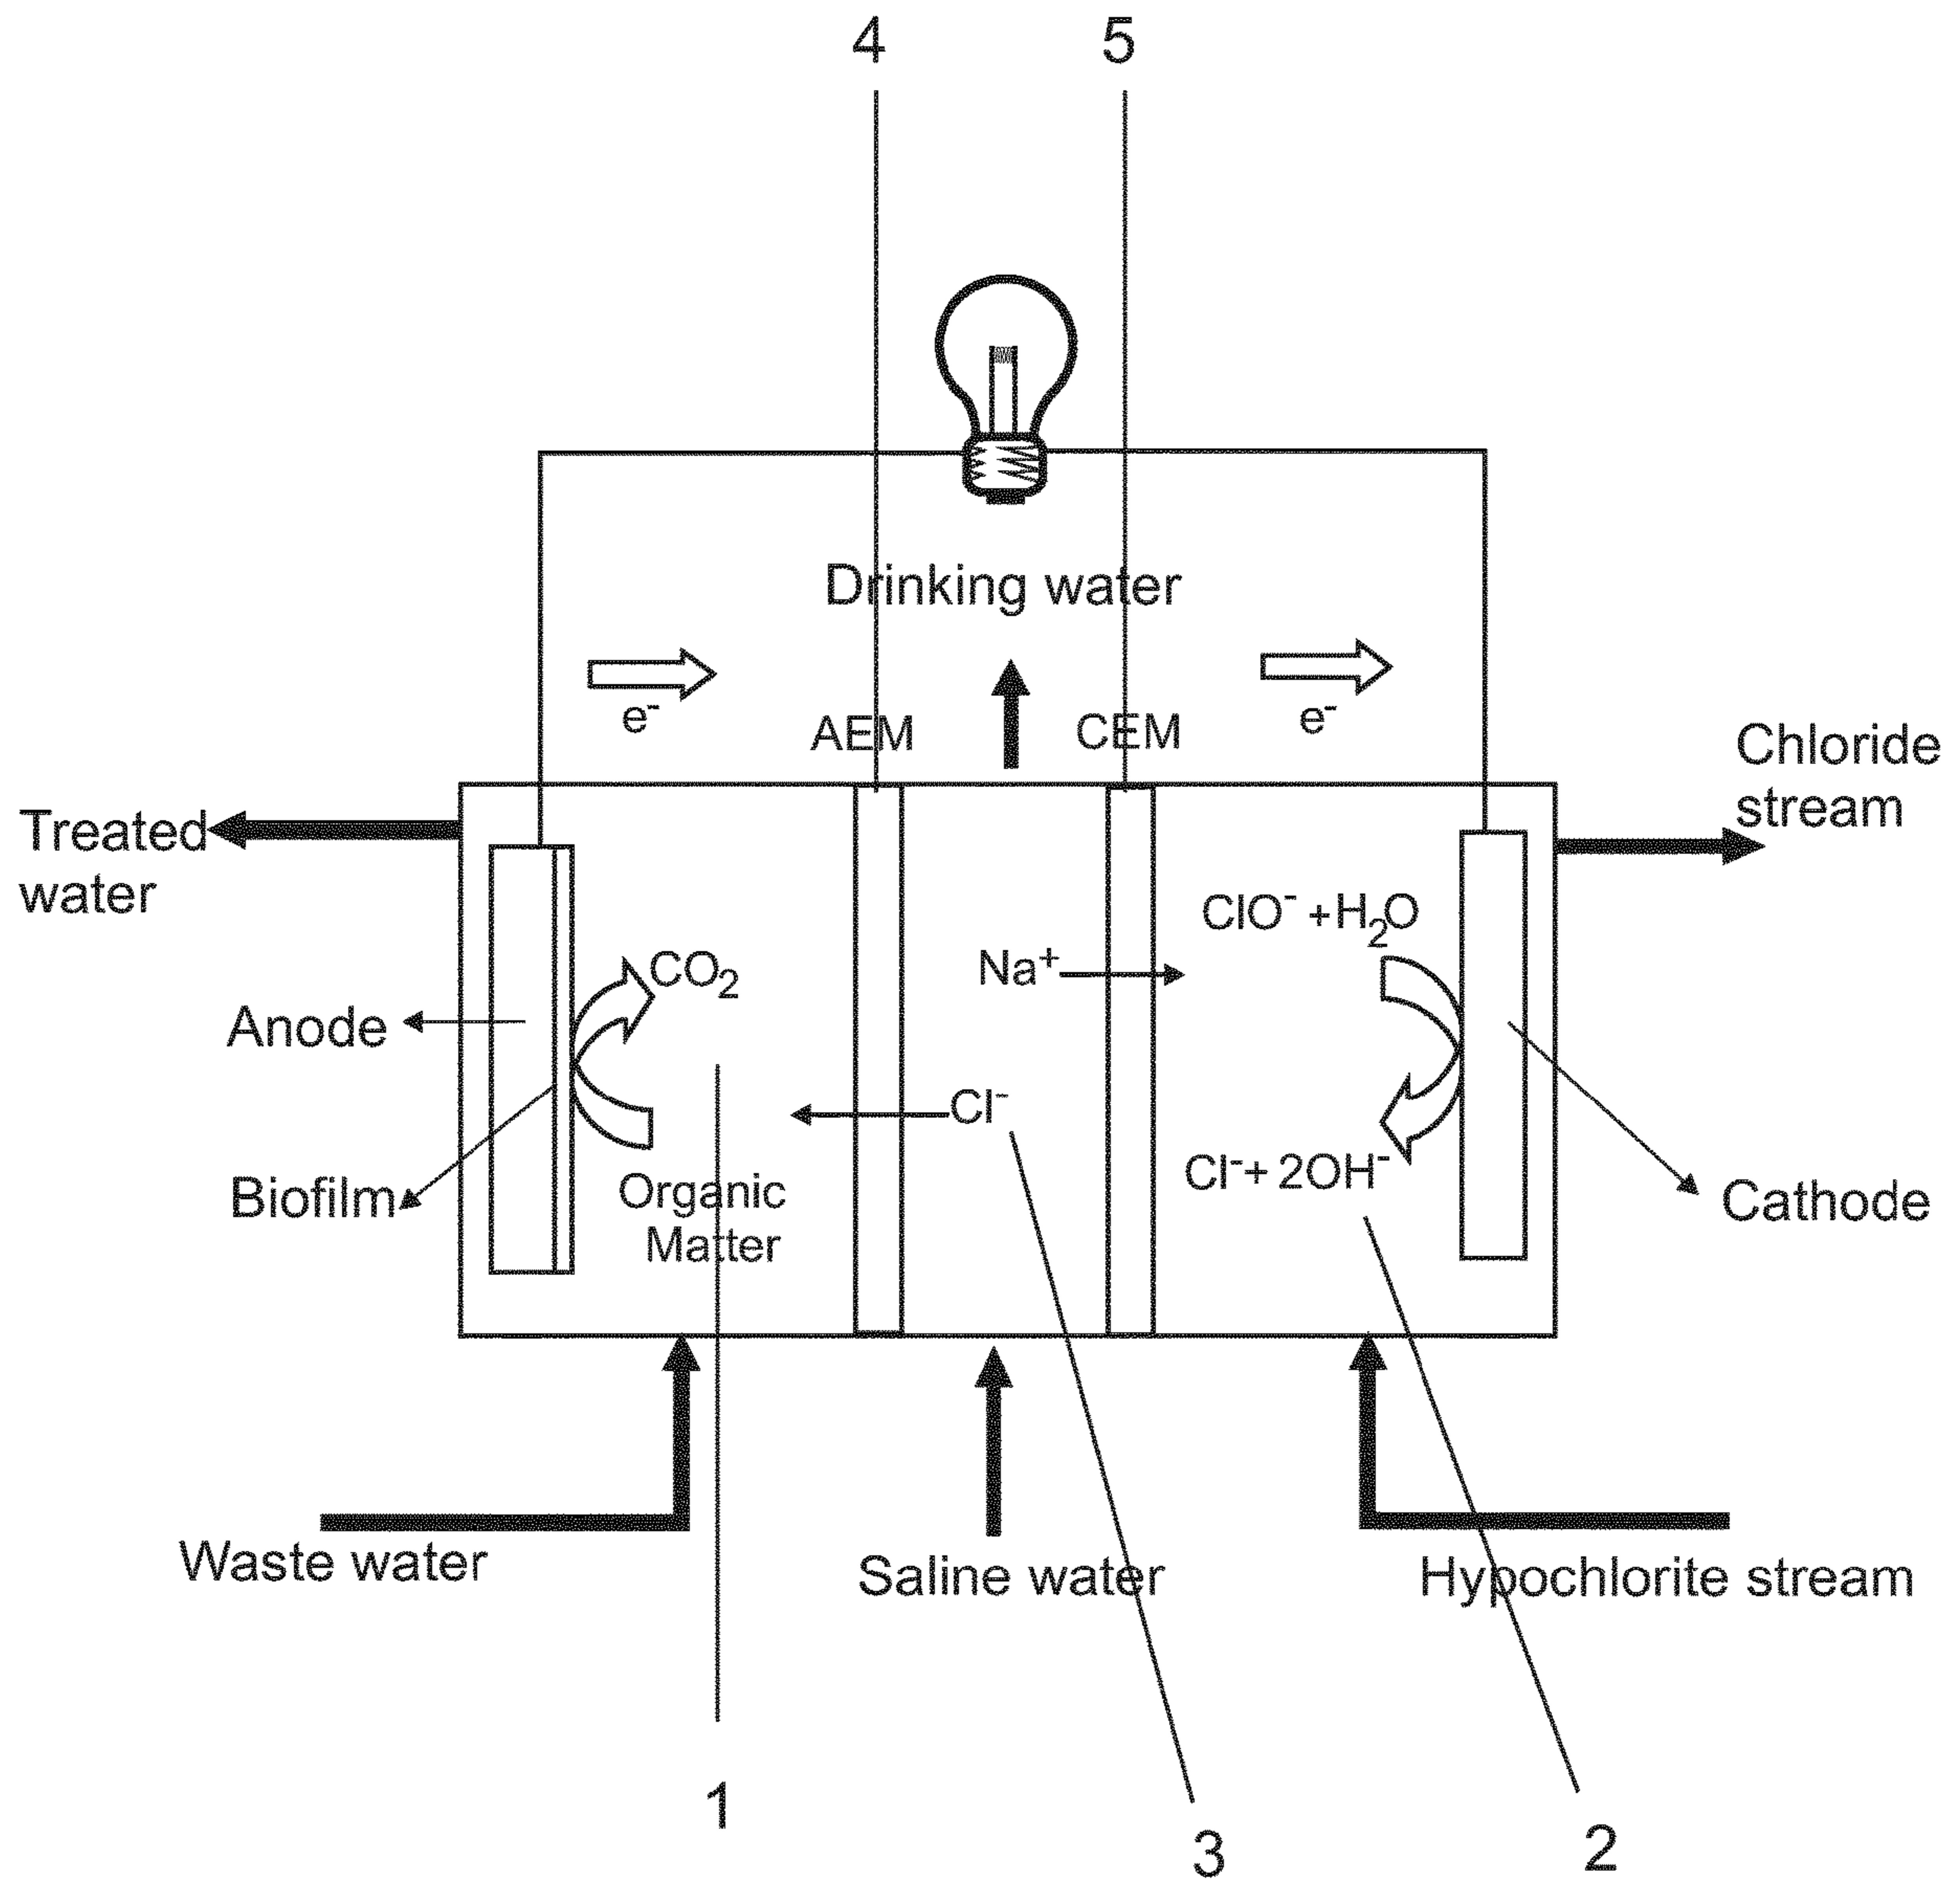 4
5
Drinking water
e-
e-
AEM
CEM
Chloride
stream
Treated
water
ClO- +H2O
CO2
Na+
Anode
Cl-
Biofilm
Organic
Matter
Cl-+ 2OH-
Cathode
Waste water
Saline water
Hypochlorite stream
1
3
2